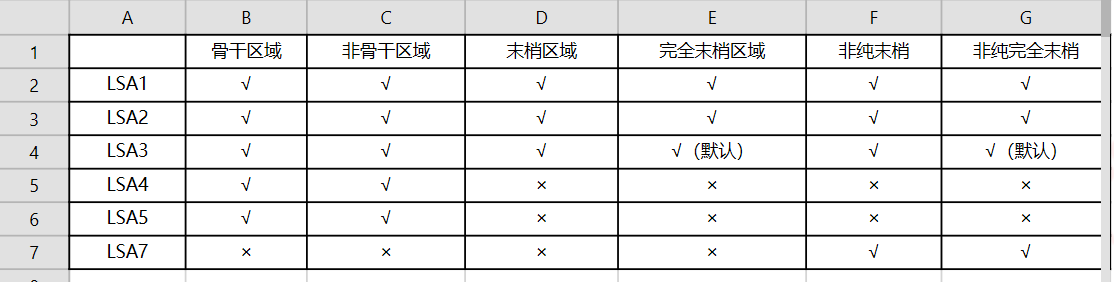 A B C D E F G
1 骨干区域 非骨干区域 末梢区域 完全末梢区域 非纯末梢 非纯完全末梢
2 LSA1 √ √ √ √ √ √
3 LSA2 √ √ √ √ √ √
4 LSA3 √ √ √ √（默认） √ √（默认）
5 LSA4 √ √ × × × ×
6 LSA5 √ √ × × × ×
7 LSA7 × × × × √ √